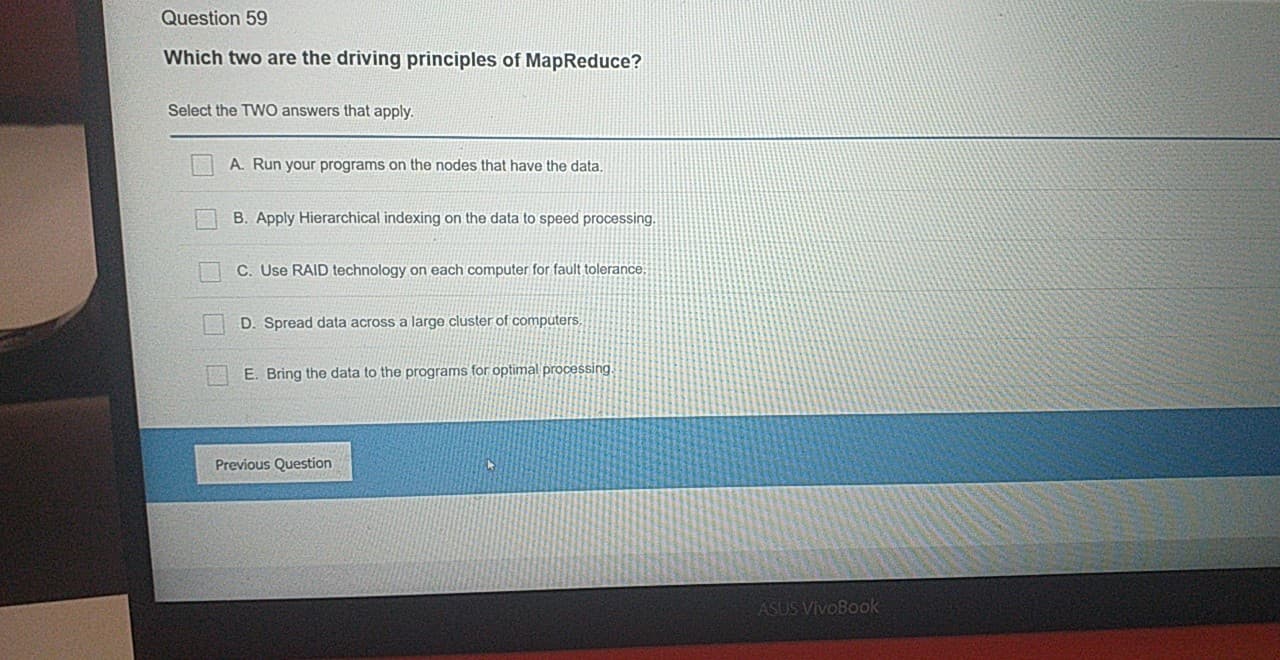 Question 59
Which two are the driving principles of MapReduce?
Select the TWO answers that apply.
A. Run your programs on the nodes that have the data.
B. Apply Hierarchical indexing on the data to speed processing.
C. Use RAID technology on each computer for fault tolerance.
D. Spread data across a large cluster of computers.
E. Bring the data to the programs for optimal processing.
Previous Question
ASUS VivoBook